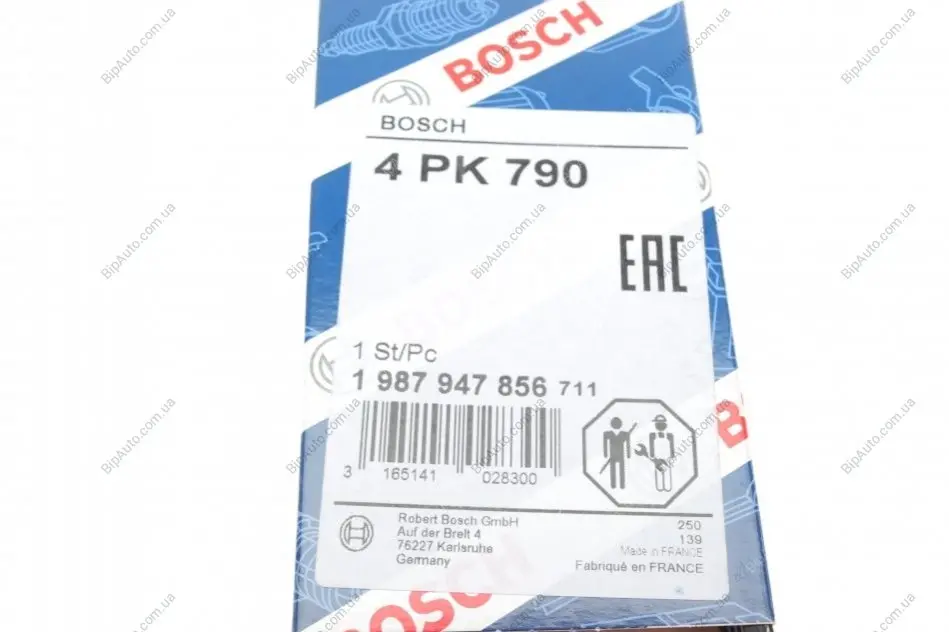 BOSCH
BOSCH
4 PK 790
EAC
1 St/Pc
1 987 947 856 711
3 165141 028300
Robert Bosch GmbH
Auf der Breit 4
76227 Karlsruhe
Germany
250
139
Made in FRANCE
Fabriqué en FRANCE
BOSCH
BipAuto.com.ua